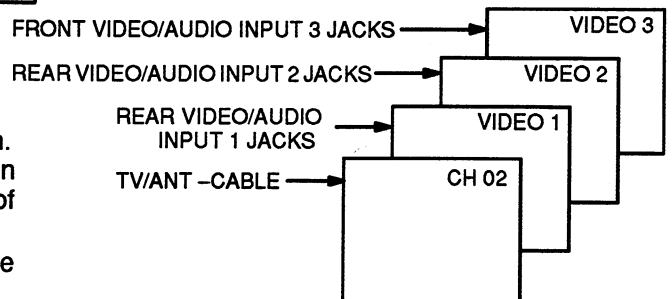 FRONT VIDEO/AUDIO INPUT 3 JACKS
VIDEO 3
REAR VIDEO/AUDIO INPUT 2 JACKS
VIDEO 2
REAR VIDEO/AUDIO
INPUT 1 JACKS
VIDEO 1
TV/ANT –CABLE
CH 02
n
of
e